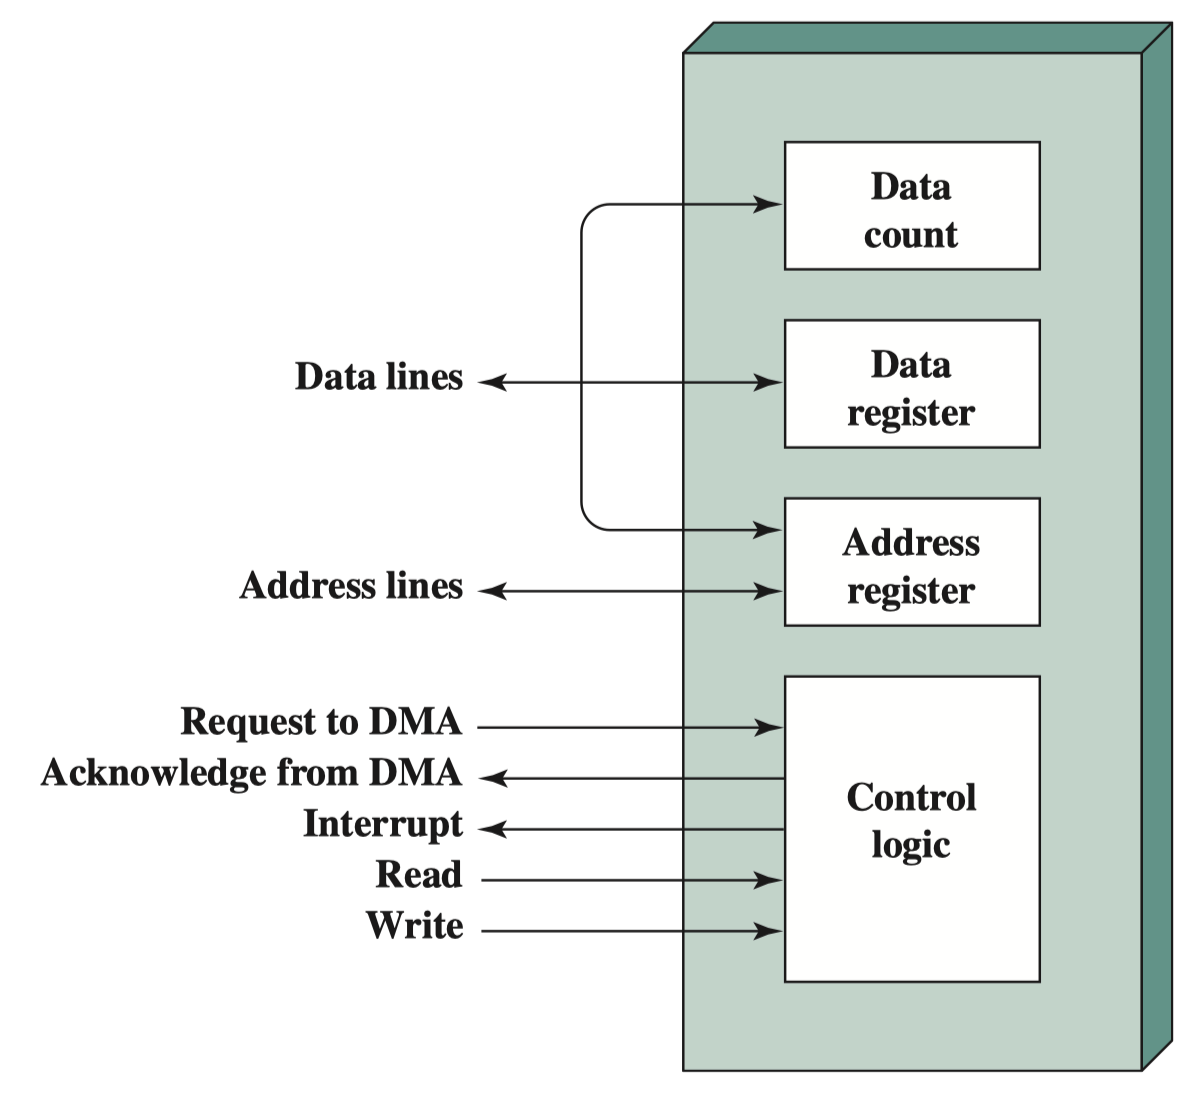 Data
count
Data lines
Data
register
Address
register
Address lines
Request to DMA
Acknowledge from DMA
Interrupt
Read
Write
Control
logic